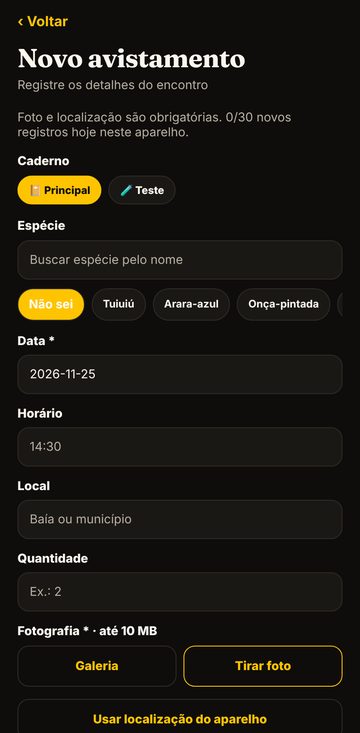 ‹ Voltar
Novo avistamento
Registre os detalhes do encontro
Foto e localização são obrigatórias. 0/30 novos
registros hoje neste aparelho.
Caderno
📔 Principal 🧪 Teste
Espécie
Buscar espécie pelo nome
Não sei Tuiuiú Arara-azul Onça-pintada
Data *
2026-11-25
Horário
14:30
Local
Baía ou município
Quantidade
Ex.: 2
Fotografia * · até 10 MB
Galeria Tirar foto
Usar localização do aparelho